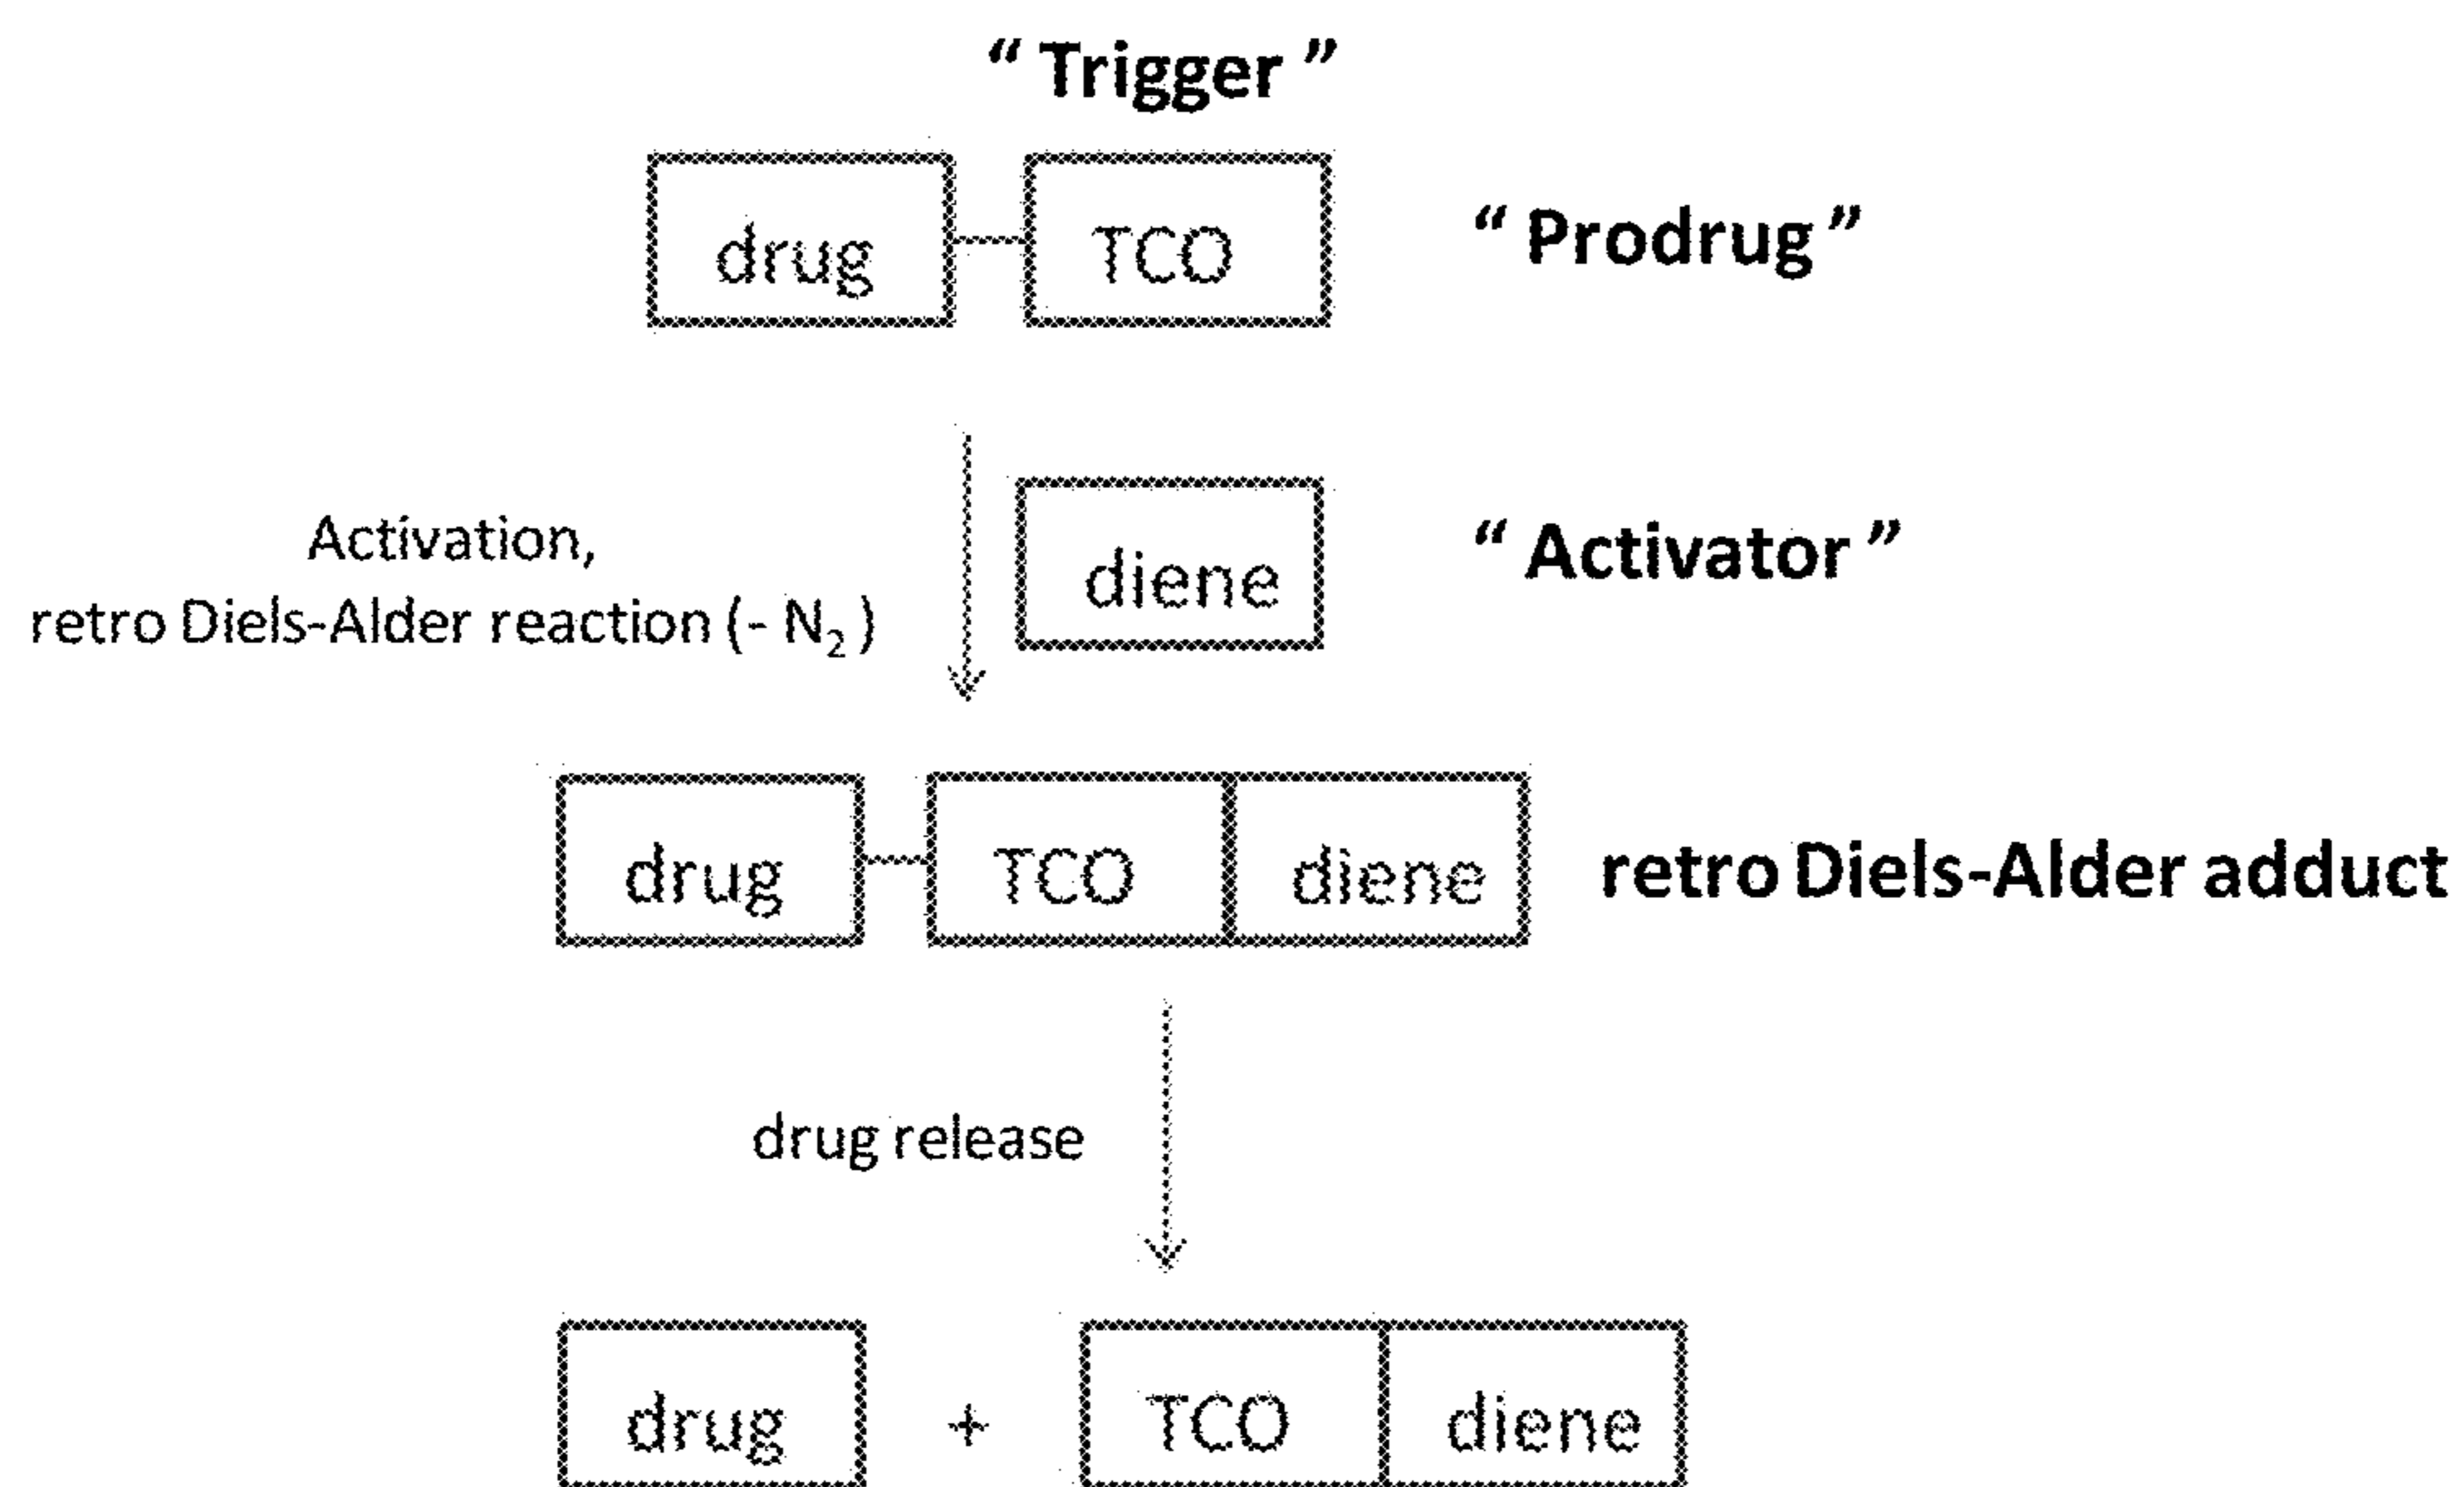 “ Trigger ”
drug TCO “ Prodrug ”
Activation,
retro Diels-Alder reaction (- N₂ )
diene “ Activator ”
drug TCO diene retro Diels-Alder adduct
drug release
drug + TCO diene